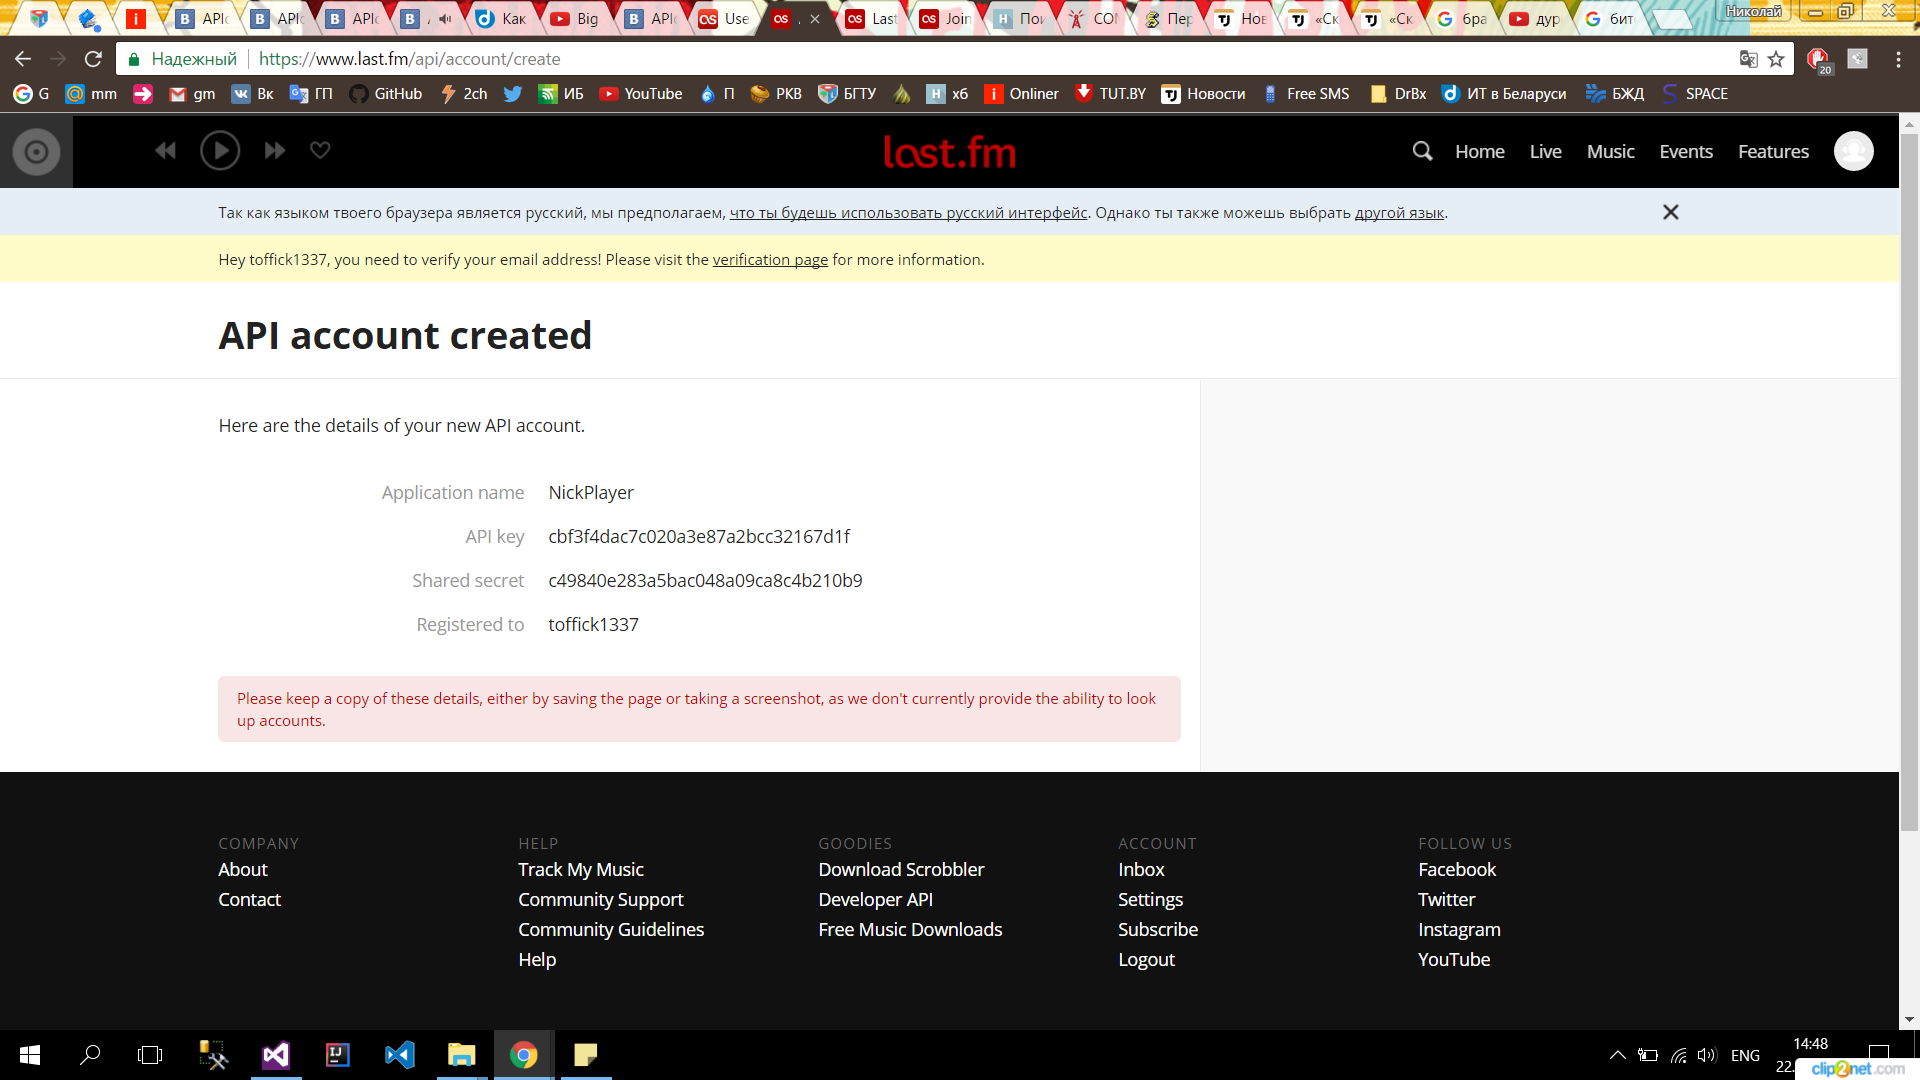 APIc
APIc
APIc
Как
Big
APIc
Use
Last
Join
Пои
COM
Пер
Нов
«Ск
«Ск
бра
дур
бит
Николай
Надежный
https://www.last.fm/api/account/create
20
G
mm
gm
Вк
ГП
GitHub
2ch
ИБ
YouTube
П
РКВ
БГТУ
х6
Onliner
TUT.BY
Новости
Free SMS
DrBx
ИТ в Беларуси
БЖД
SPACE
last.fm
Home
Live
Music
Events
Features
Так как языком твоего браузера является русский, мы предполагаем, что ты будешь использовать русский интерфейс. Однако ты также можешь выбрать другой язык.
Hey toffick1337, you need to verify your email address! Please visit the verification page for more information.
API account created
Here are the details of your new API account.
Application name NickPlayer
API key cbf3f4dac7c020a3e87a2bcc32167d1f
Shared secret c49840e283a5bac048a09ca8c4b210b9
Registered to toffick1337
Please keep a copy of these details, either by saving the page or taking a screenshot, as we don't currently provide the ability to look
up accounts.
COMPANY
About
Contact
HELP
Track My Music
Community Support
Community Guidelines
Help
GOODIES
Download Scrobbler
Developer API
Free Music Downloads
ACCOUNT
Inbox
Settings
Subscribe
Logout
FOLLOW US
Facebook
Twitter
Instagram
YouTube
ENG
14:48
22.
clip2net.com